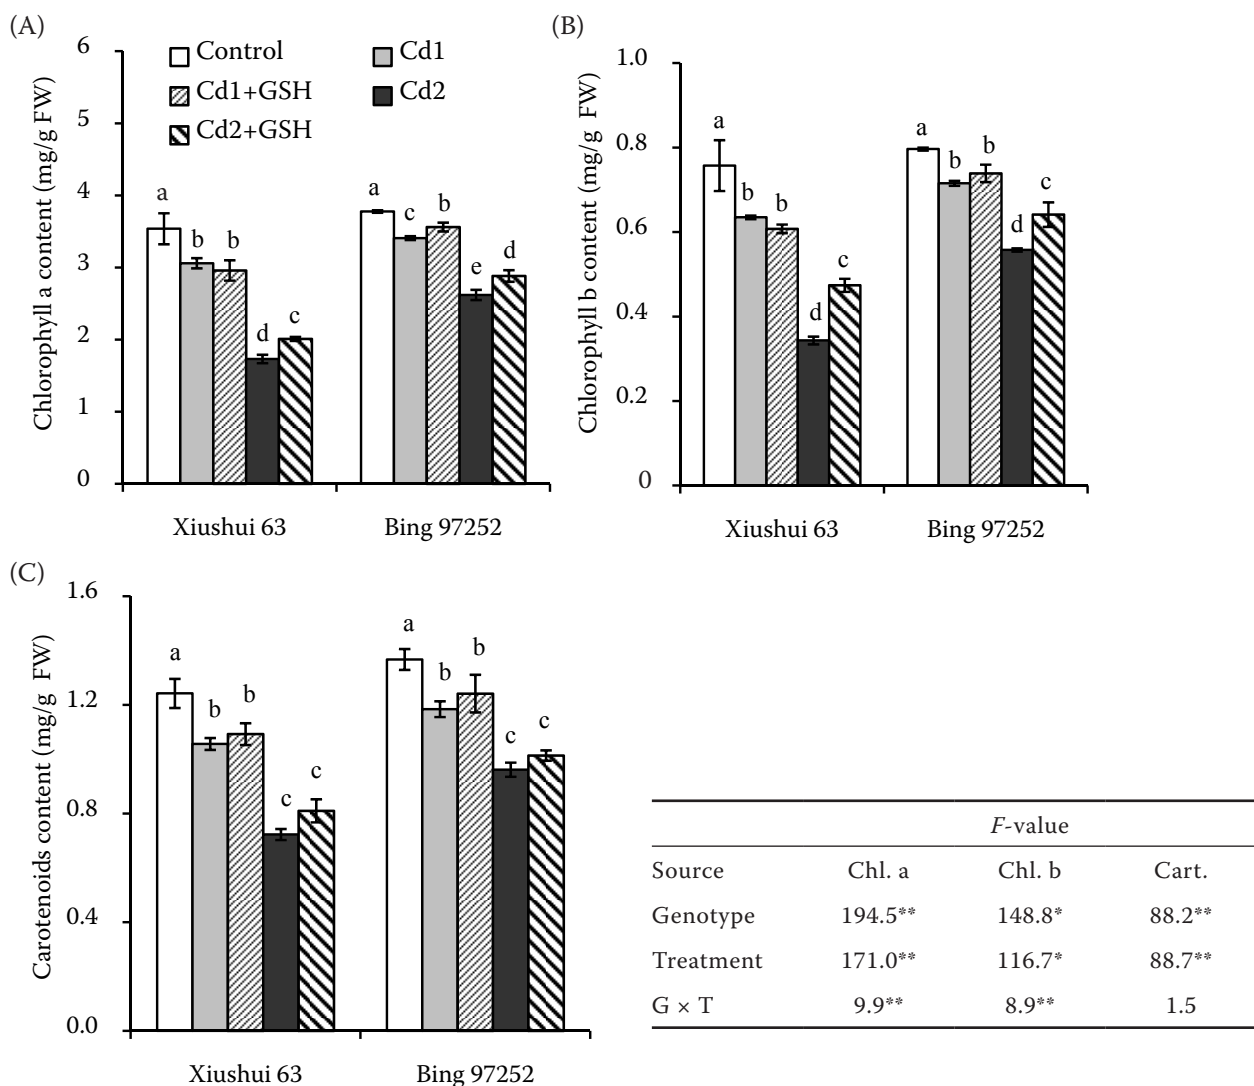 (A)
6
5
4
3
2
1
0
Chlorophyll a content (mg/g FW)
Control
Cd1
Cd1+GSH
Cd2
Cd2+GSH
a
b
b
d
c
a
c
b
e
d
Xiushui 63
Bing 97252
(B)
1.0
0.8
0.6
0.4
0.2
0
Chlorophyll b content (mg/g FW)
a
b
b
d
c
a
b
b
d
c
Xiushui 63
Bing 97252
(C)
1.6
1.2
0.8
0.4
0.0
Carotenoids content (mg/g FW)
a
b
b
c
c
a
b
b
c
c
Xiushui 63
Bing 97252
F-value
Source Chl. a Chl. b Cart.
Genotype 194.5** 148.8* 88.2**
Treatment 171.0** 116.7* 88.7**
G × T 9.9** 8.9** 1.5